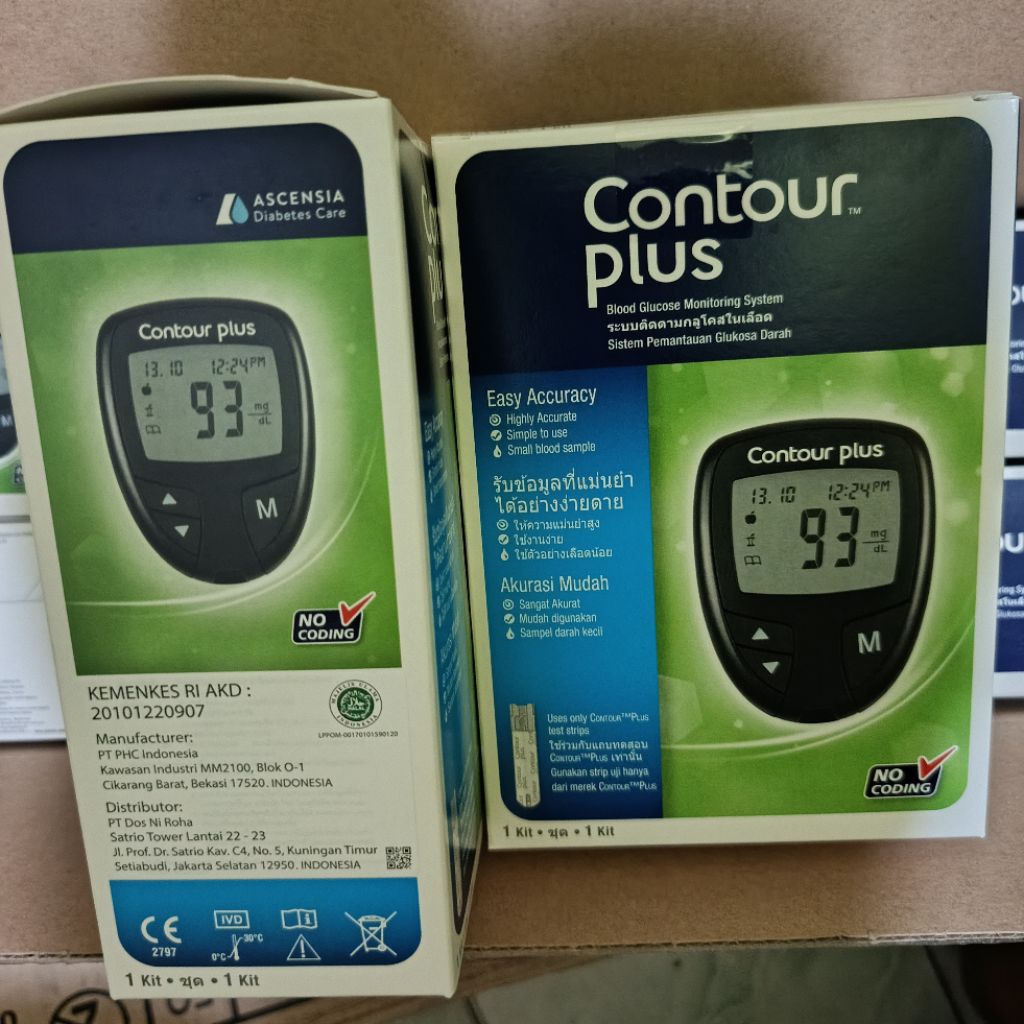 ASCENSIA
Diabetes Care
Contour plus
13.10 12:24 PM
93 mg/dL
M
NO
CODING
KEMENKES RI AKD :
20101220907
MAJELIS ULAMA
HALAL
INDONESIA
LPPOM-00170101590120
Manufacturer:
PT PHC Indonesia
Kawasan Industri MM2100, Blok O-1
Cikarang Barat, Bekasi 17520. INDONESIA
Distributor:
PT Dos Ni Roha
Satrio Tower Lantai 22 - 23
Jl. Prof. Dr. Satrio Kav. C4, No. 5, Kuningan Timur
Setiabudi, Jakarta Selatan 12950. INDONESIA
CE
2797
IVD
30°C
0°C
1 Kit • ชุด • 1 Kit
Contour™
plus
Blood Glucose Monitoring System
ระบบติดตามกลูโคสในเลือด
Sistem Pemantauan Glukosa Darah
Easy Accuracy
Highly Accurate
Simple to use
Small blood sample
รับข้อมูลที่แม่นยำ
ได้อย่างง่ายดาย
ให้ความแม่นยำสูง
ใช้งานง่าย
ใช้ตัวอย่างเลือดน้อย
Akurasi Mudah
Sangat Akurat
Mudah digunakan
Sampel darah kecil
Contour plus
13.10 12:24 PM
93 mg/dL
M
Uses only CONTOUR™PLUS
test strips
ใช้ร่วมกับแถบทดสอบ
CONTOUR™PLUS เท่านั้น
Gunakan strip uji hanya
dari merek CONTOUR™PLUS
NO
CODING
1 Kit • ชุด • 1 Kit